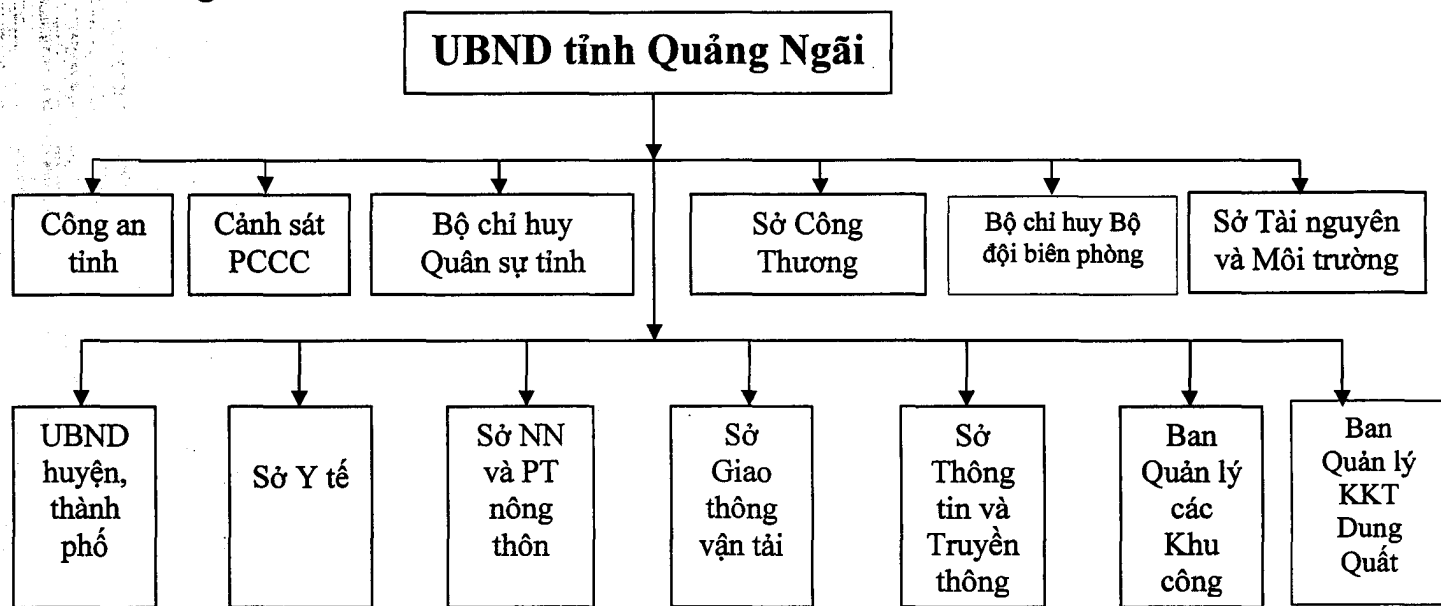 UBND tỉnh Quảng Ngãi
Công an
tỉnh
Cảnh sát
PCCC
Bộ chỉ huy
Quân sự tỉnh
Sở Công
Thương
Bộ chỉ huy Bộ
đội biên phòng
Sở Tài nguyên
và Môi trường
UBND
huyện,
thành
phố
Sở Y tế
Sở NN
và PT
nông
thôn
Sở
Giao
thông
vận tải
Sở
Thông
tin và
Truyền
thông
Ban
Quản lý
các
Khu
công
Ban
Quản lý
KKT
Dung
Quất